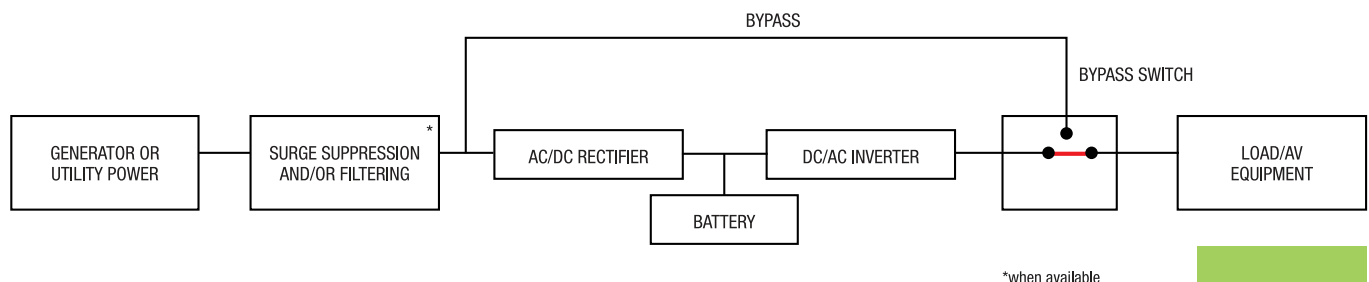 BYPASS
BYPASS SWITCH
GENERATOR OR
UTILITY POWER
*
SURGE SUPPRESSION
AND/OR FILTERING
AC/DC RECTIFIER
DC/AC INVERTER
LOAD/AV
EQUIPMENT
BATTERY
*when available